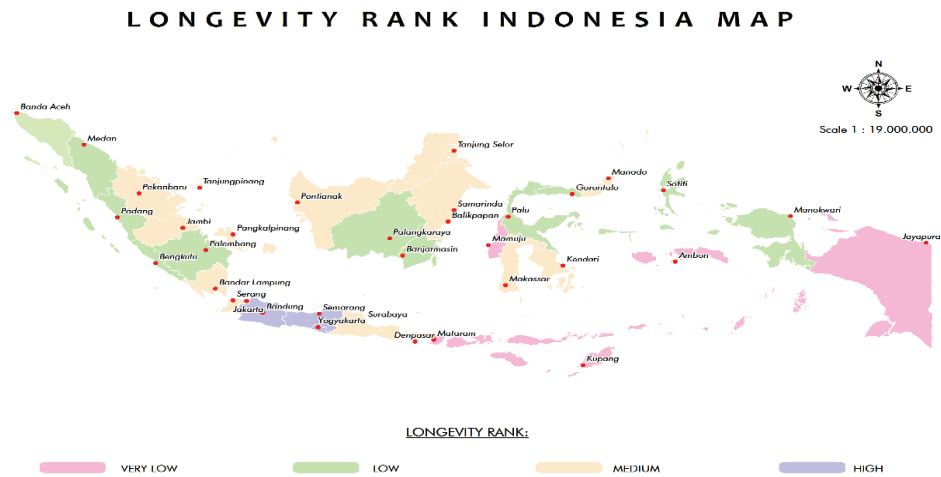 LONGEVITY RANK INDONESIA MAP
N
W E
S
Scale 1 : 19.000.000
Banda Aceh
Medan
Tanjung Selor
Manado
Pekanbaru
Tanjungpinang
Gorontalo
Sofifi
Pontianak
Samarinda
Padang
Balikpapan
Palu
Manokwari
Jambi
Pangkalpinang
Palangkaraya
Jayapura
Palembang
Mamuju
Bengkulu
Banjarmasin
Ambon
Kendari
Bandar Lampung
Makassar
Serang
Jakarta
Bandung
Semarang
Surabaya
Yogyakarta
Denpasar
Mataram
Kupang
LONGEVITY RANK:
VERY LOW
LOW
MEDIUM
HIGH